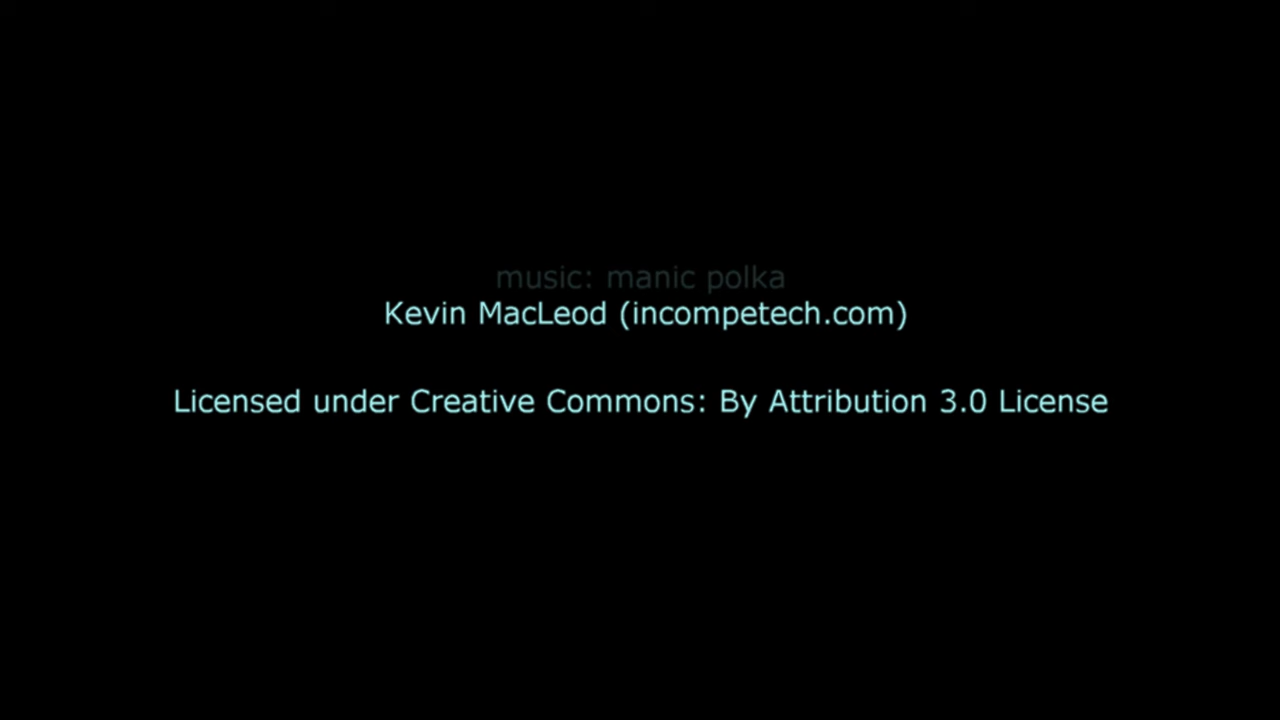 music: manic polka
Kevin MacLeod (incompetech.com)
Licensed under Creative Commons: By Attribution 3.0 License